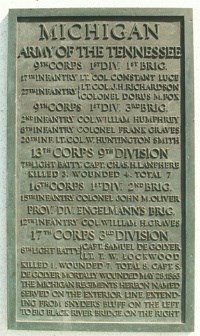 MICHIGAN
ARMY OF THE TENNESSEE
9TH CORPS 1ST DIV. 1ST BRIG.
17TH INFANTRY LT. COL. CONSTANT LUCE
27TH INFANTRY LT. COL. J. H. RICHARDSON
COLONEL DORUS M. FOX
9TH CORPS 1ST DIV. 3RD BRIG.
2ND INFANTRY COL. WILLIAM HUMPHREY
8TH INFANTRY COLONEL FRANK GRAVES
20TH INF. LT. COL. W. HUNTINGTON SMITH
13TH CORPS 9TH DIVISION
7TH LIGHT BATT'Y CAPT. CHAS. H. LANPHERE
KILLED 3. WOUNDED 4. TOTAL 7
16TH CORPS 1ST DIV. 2ND BRIG.
15TH INFANTRY COLONEL JOHN M. OLIVER
PROV. DIV. ENGELMANN'S BRIG.
12TH INFANTRY COL. WILLIAM H. GRAVES
17TH CORPS 3RD DIVISION
8TH LIGHT BATT'Y CAPT. SAMUEL DE GOLYER
LT. T. W. LOCKWOOD
KILLED 1. WOUNDED 7. TOTAL 8. CAPT. S.
DE GOLYER MORTALLY WOUNDED MAY 28, 1863
THE MICHIGAN REGIMENTS HEREON NAMED
SERVED ON THE EXTERIOR LINE EXTEND-
ING FROM SNYDER'S BLUFF ON THE LEFT
TO BIG BLACK RIVER BRIDGE ON THE RIGHT